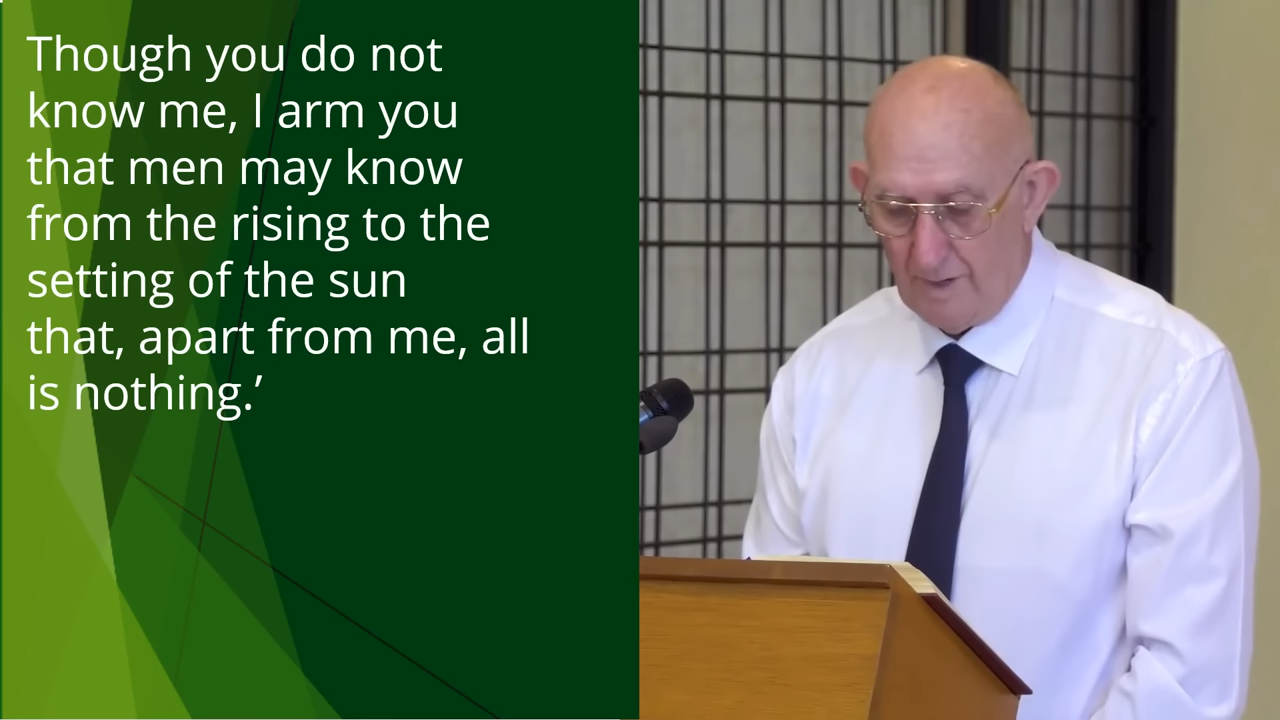 Though you do not
know me, I arm you
that men may know
from the rising to the
setting of the sun
that, apart from me, all
is nothing.’